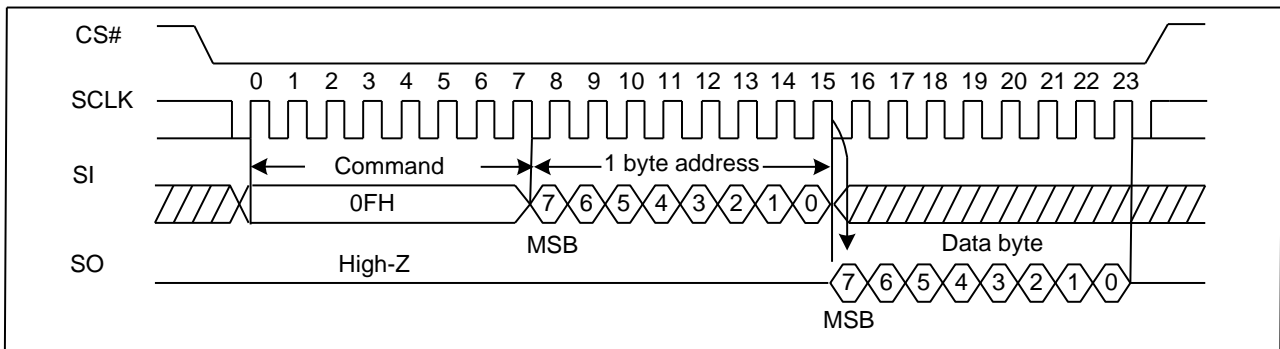 CS#
0 1 2 3 4 5 6 7 8 9 10 11 12 13 14 15 16 17 18 19 20 21 22 23
SCLK
Command 1 byte address
SI
0FH 7 6 5 4 3 2 1 0
MSB Data byte
SO High-Z
7 6 5 4 3 2 1 0
MSB